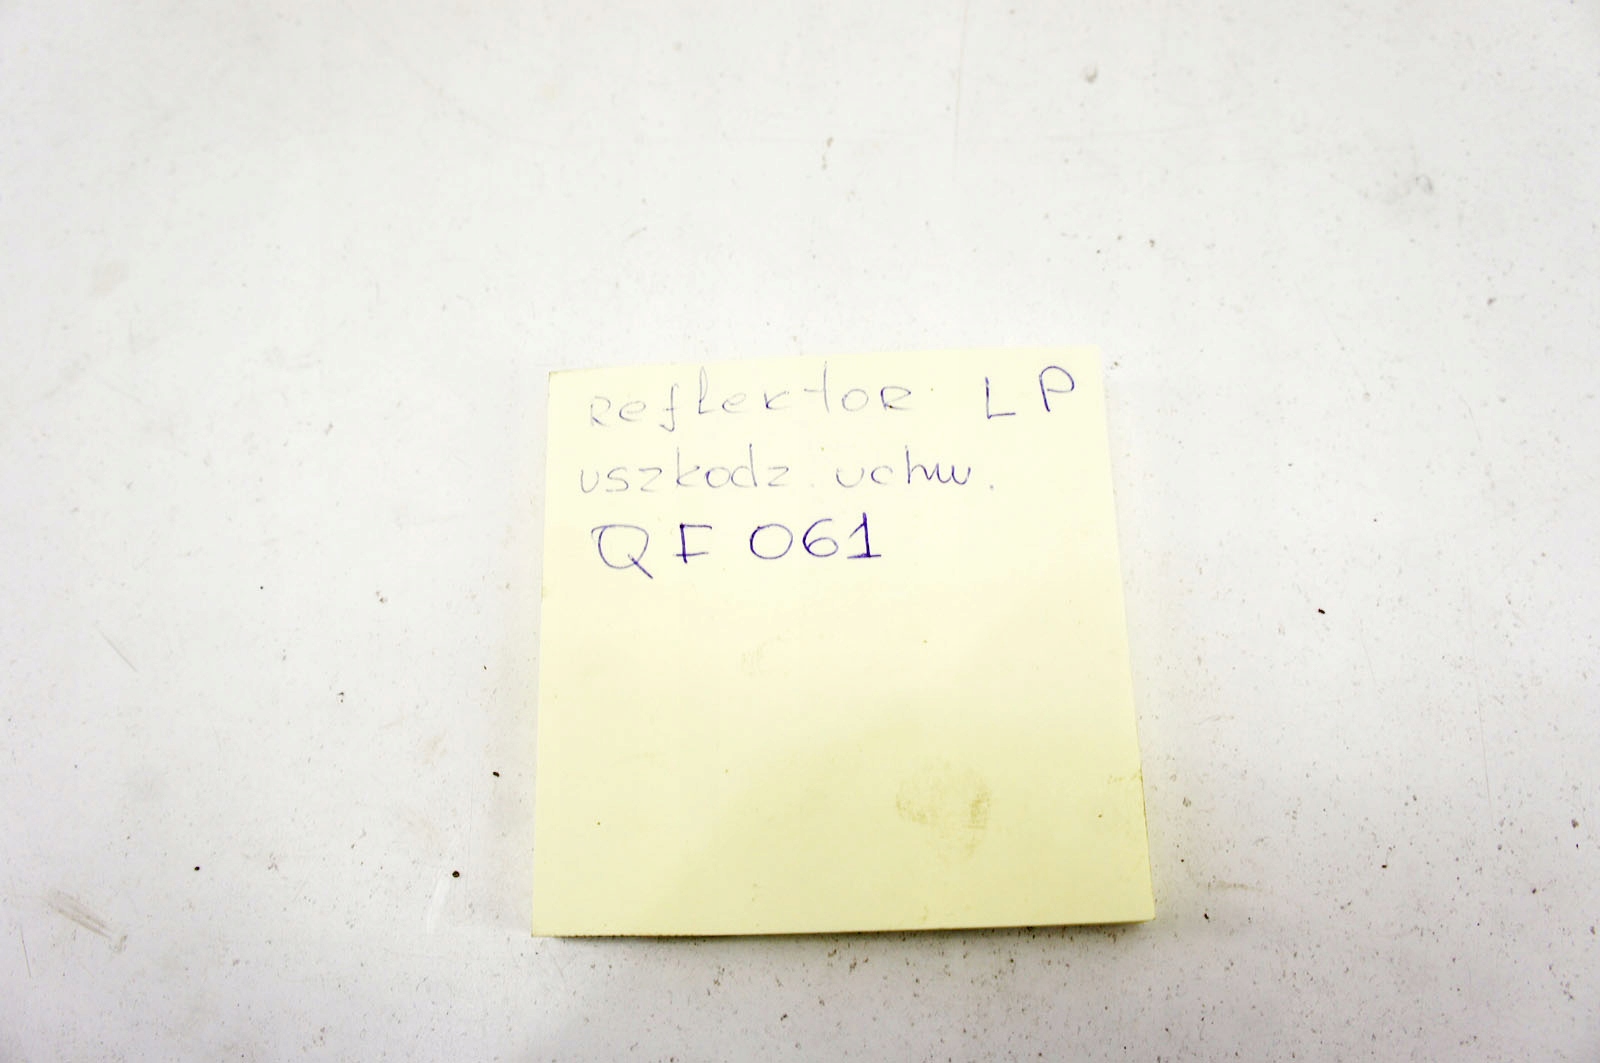 Reflektor LP
uszkodz. uchw.
QF 061